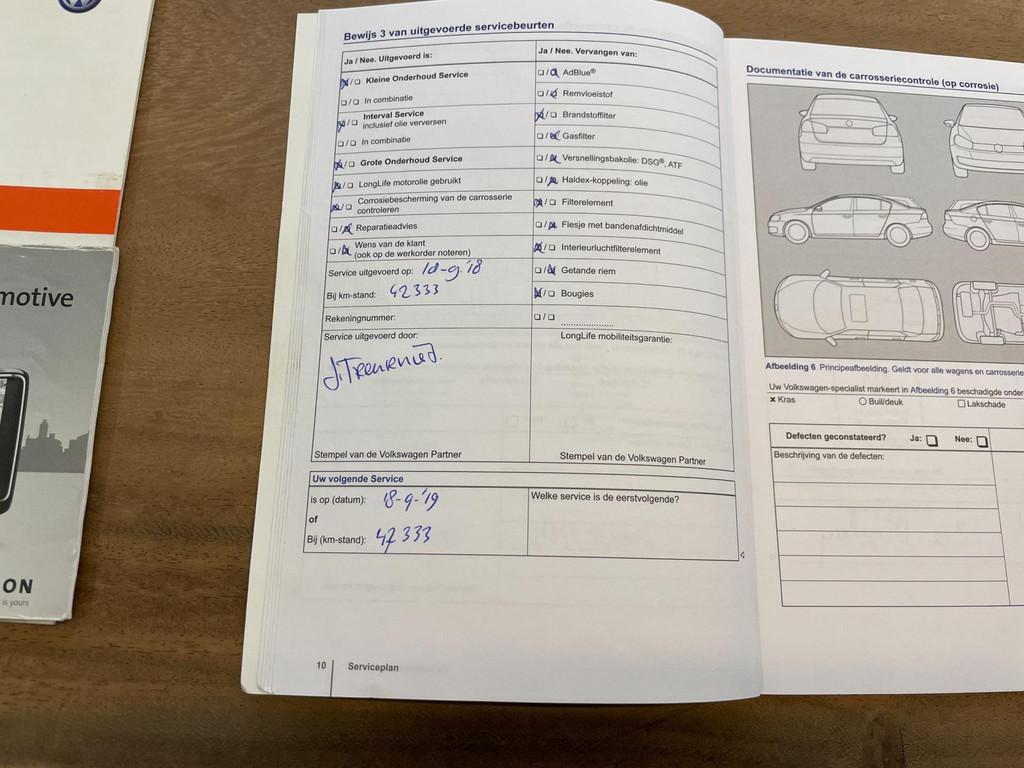 Bewijs 3 van uitgevoerde servicebeurten
Ja / Nee. Uitgevoerd is:
Kleine Onderhoud Service
In combinatie
Interval Service
inclusief olie verversen
In combinatie
Grote Onderhoud Service
LongLife motorolie gebruikt
Corrosiebescherming van de carrosserie
controleren
Reparatieadvies
Wens van de klant
(ook op de werkorder noteren)
Service uitgevoerd op:
Bij km-stand: 42333
Rekeningnummer:
Service uitgevoerd door:
Stempel van de Volkswagen Partner
Ja / Nee. Vervangen van:
AdBlue®
Remvloeistof
Brandstoffilter
Gasfilter
Versnellingsbakolie: DSG®, ATF
Haldex-koppeling: olie
Filterelement
Flesje met bandenafdichtmiddel
Interieurluchtfilterelement
Getande riem
Bougies
....................
LongLife mobiliteitsgarantie:
Stempel van de Volkswagen Partner
Uw volgende Service
is op (datum): 18-9-'19
of
Bij (km-stand): 47333
Welke service is de eerstvolgende?
10 Serviceplan
Documentatie van de carrosseriecontrole (op corrosie)
Afbeelding 6 Principeafbeelding. Geldt voor alle wagens en carrosserie
Uw Volkswagen-specialist markeert in Afbeelding 6 beschadigde onder
× Kras Buil/deuk Lakschade
Defecten geconstateerd? Ja: Nee:
Beschrijving van de defecten:
motive
ON
is yours